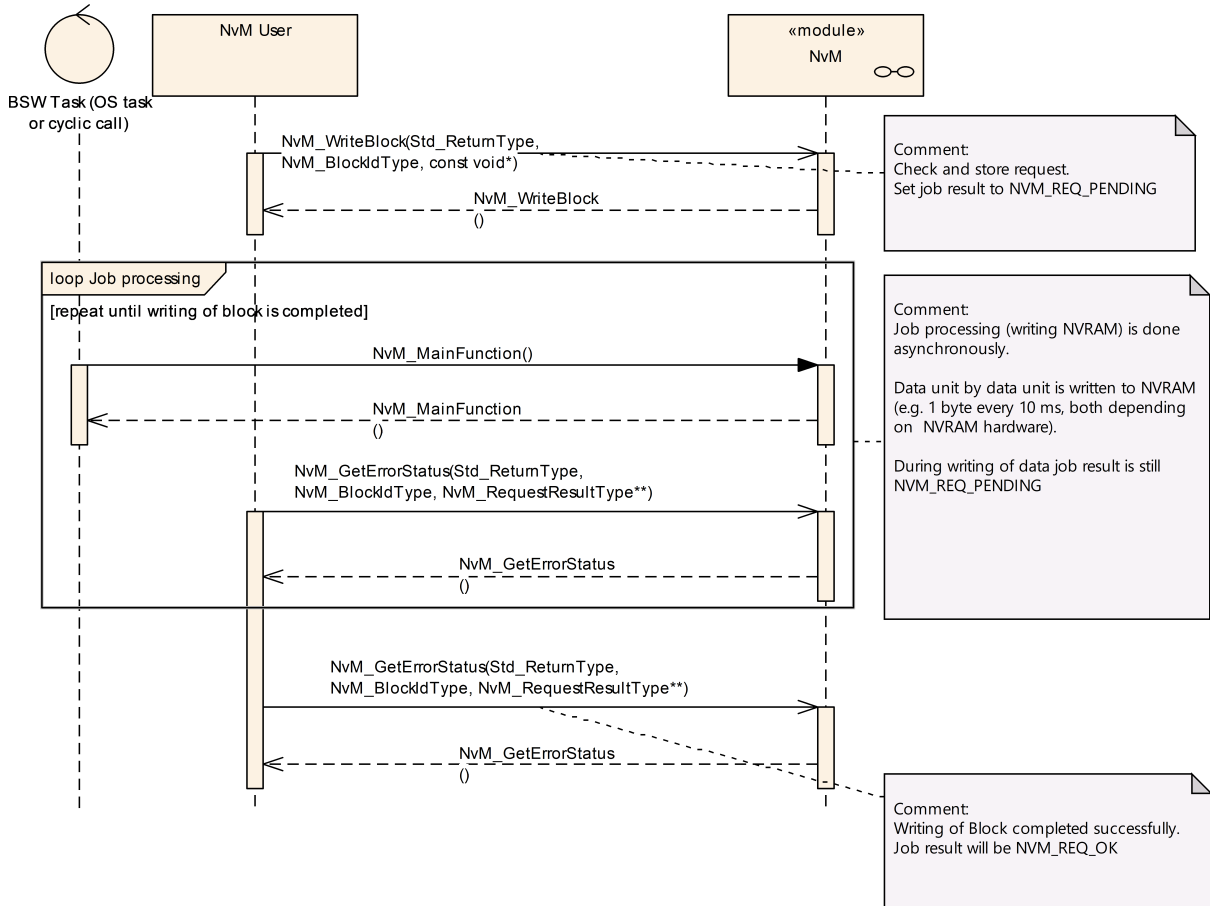 NvM User
«module»
NvM
BSW Task (OS task
or cyclic call)
NvM_WriteBlock(Std_ReturnType,
NvM_BlockIdType, const void*)
Comment:
Check and store request.
Set job result to NVM_REQ_PENDING
NvM_WriteBlock
()
loop Job processing
[repeat until writing of block is completed]
Comment:
Job processing (writing NVRAM) is done
asynchronously.
Data unit by data unit is written to NVRAM
(e.g. 1 byte every 10 ms, both depending
on NVRAM hardware).
During writing of data job result is still
NVM_REQ_PENDING
NvM_MainFunction()
NvM_MainFunction
()
NvM_GetErrorStatus(Std_ReturnType,
NvM_BlockIdType, NvM_RequestResultType**)
NvM_GetErrorStatus
()
NvM_GetErrorStatus(Std_ReturnType,
NvM_BlockIdType, NvM_RequestResultType**)
NvM_GetErrorStatus
()
Comment:
Writing of Block completed successfully.
Job result will be NVM_REQ_OK